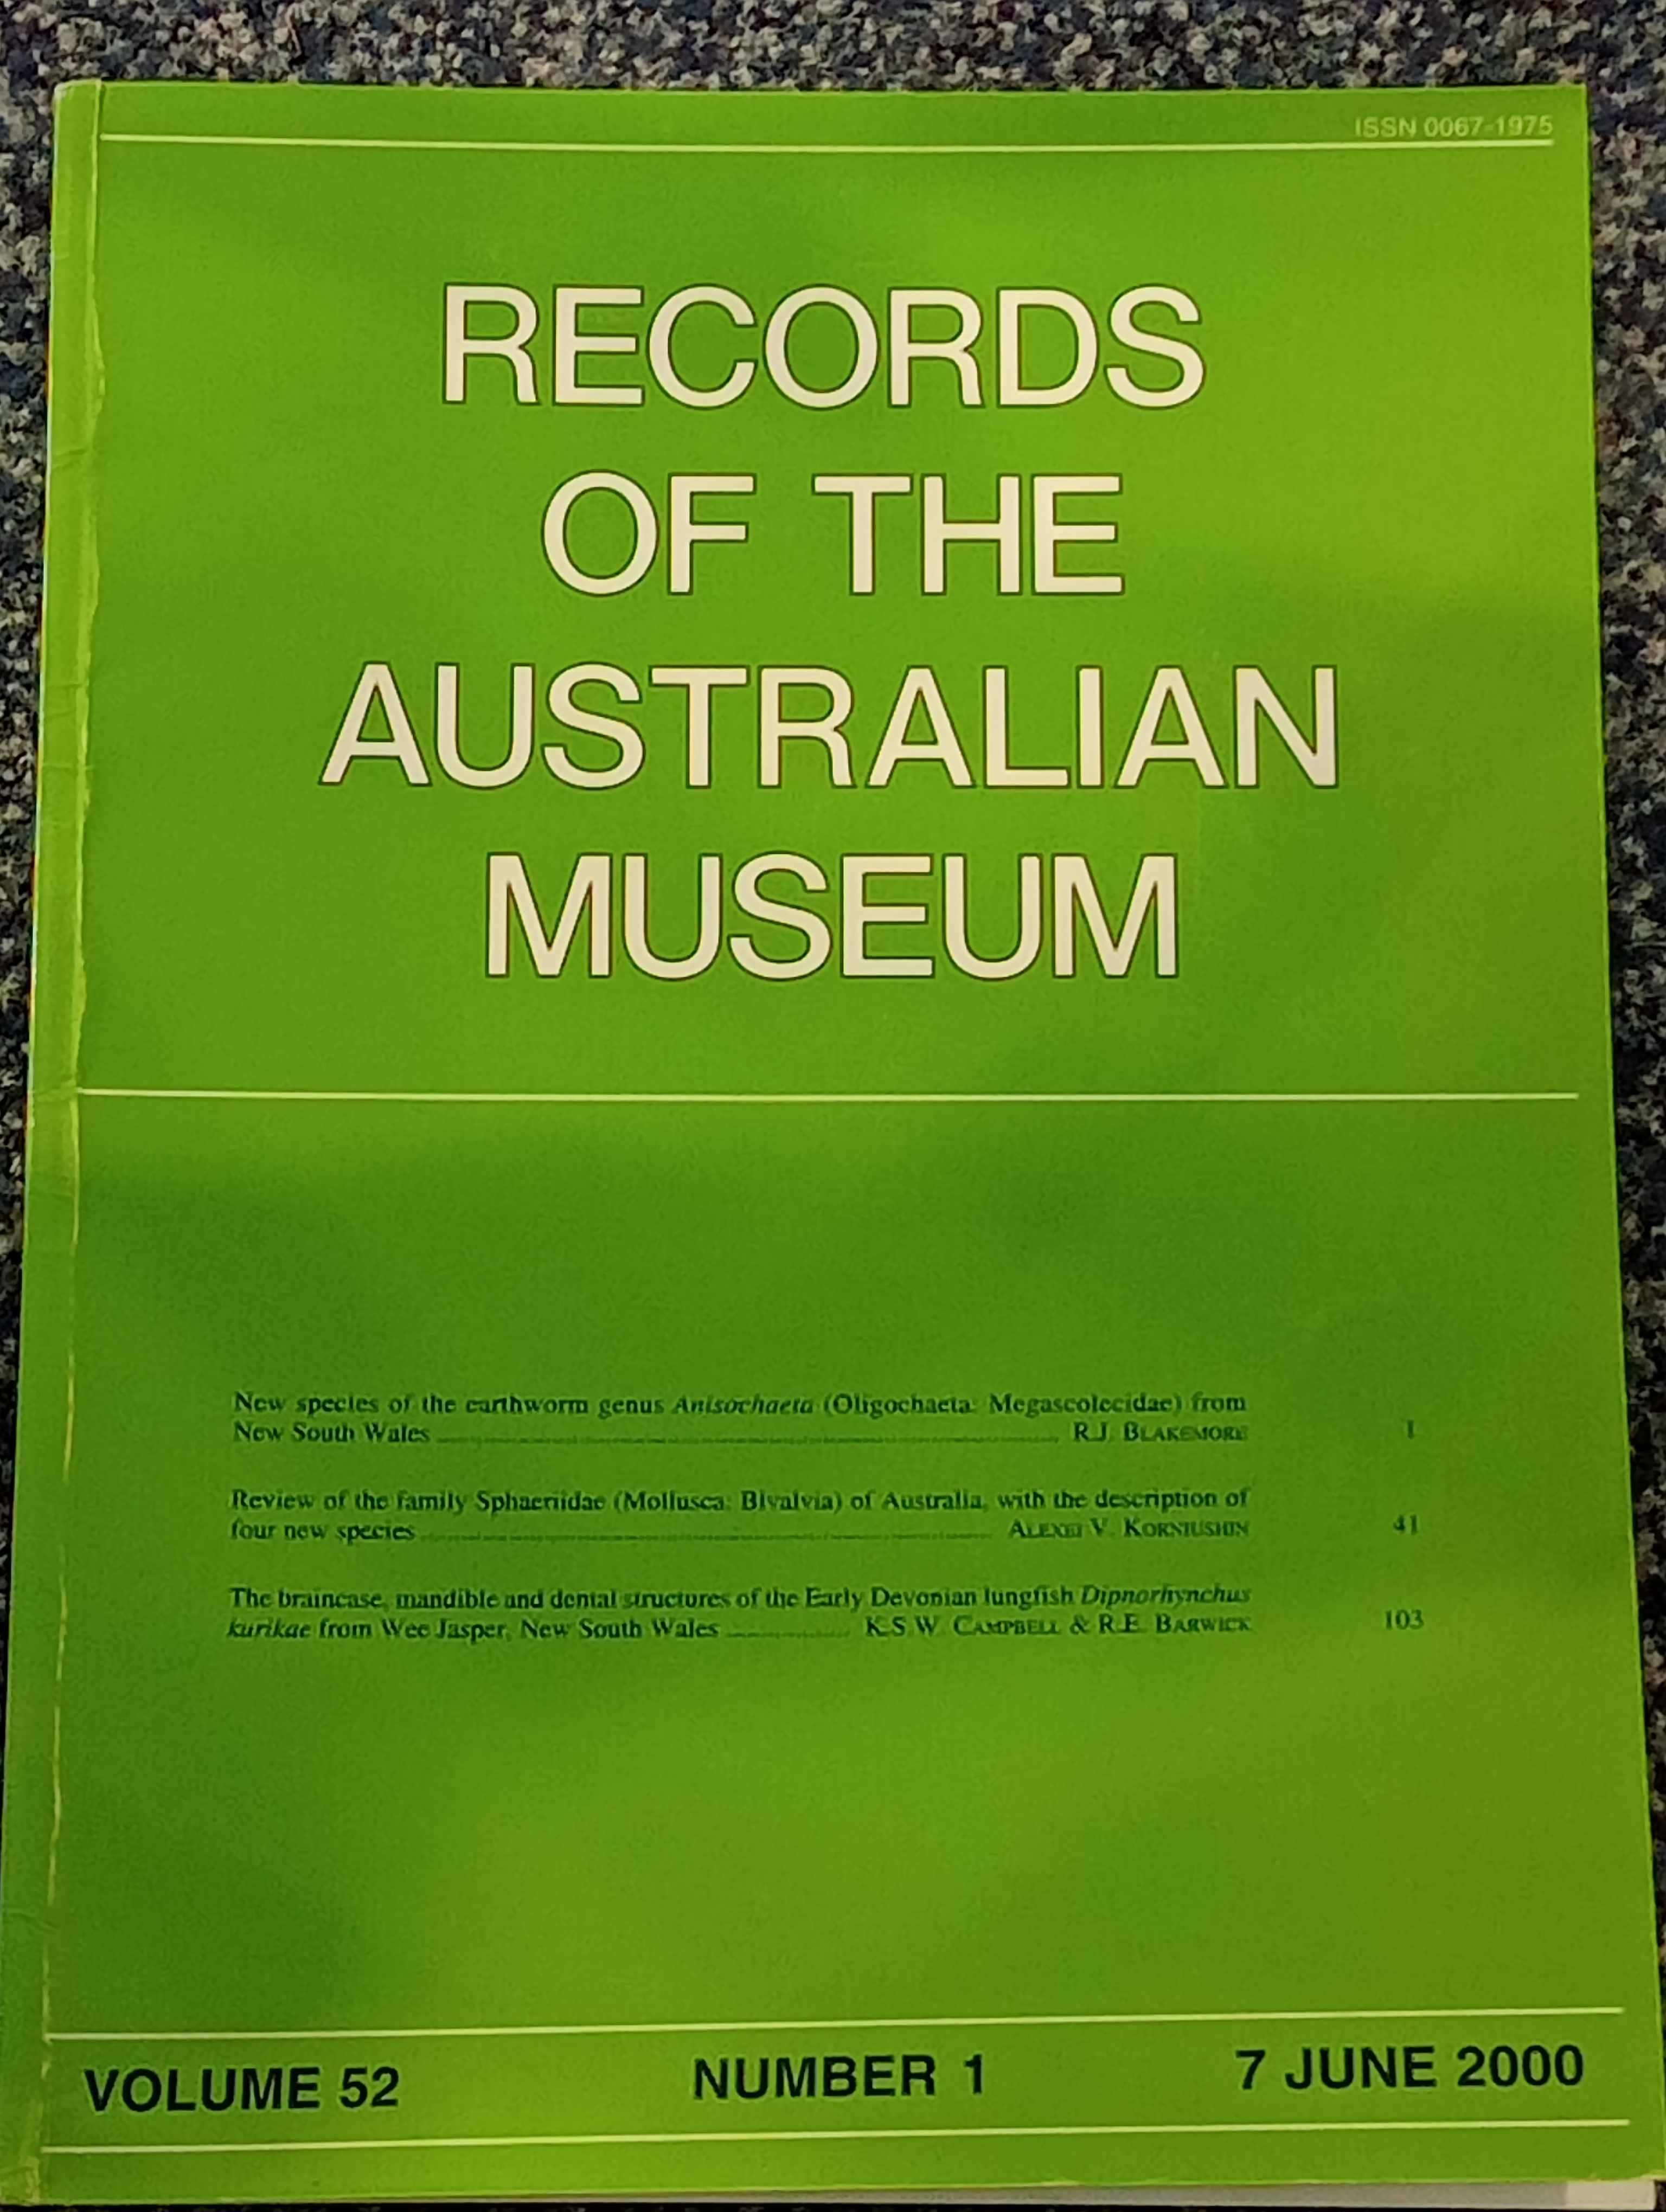 ISSN 0067-1975
RECORDS
OF THE
AUSTRALIAN
MUSEUM
New species of the earthworm genus Anisochaeta (Oligochaeta: Megascolecidae) from
New South Wales ........................ R.J. BLAKEMORE 1
Review of the family Sphaeriidae (Mollusca: Bivalvia) of Australia, with the description of
four new species ........................ ALEXEI V. KORNIUSHIN 41
The braincase, mandible and dental structures of the Early Devonian lungfish Dipnorhynchus
kurikae from Wee Jasper, New South Wales ............ K.S.W. CAMPBELL & R.E. BARWICK 103
VOLUME 52 NUMBER 1 7 JUNE 2000